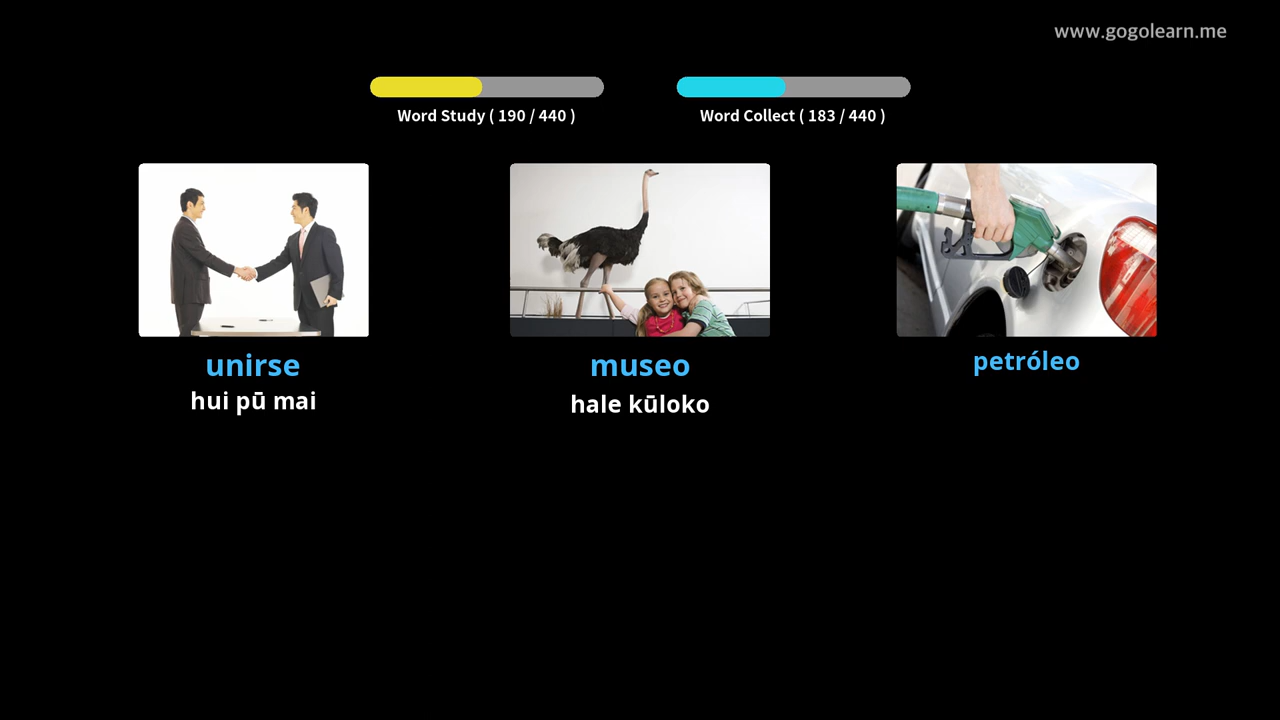 www.gogolearn.me
Word Study ( 190 / 440 )
Word Collect ( 183 / 440 )
unirse
hui pū mai
museo
hale kūloko
petróleo